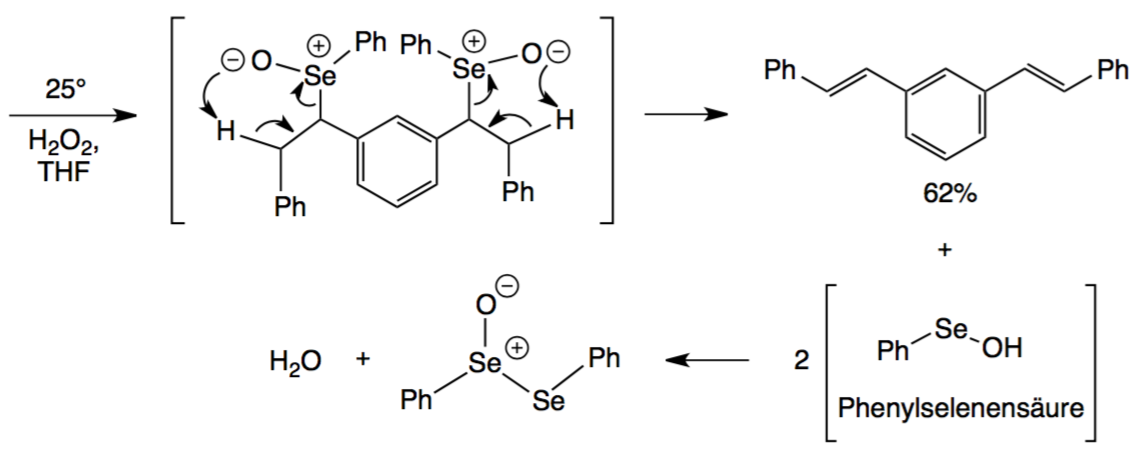 25°
H₂O₂,
THF
⊖ O Se ⊕ Ph Ph Se ⊕ O ⊖
H H
Ph Ph
Ph Ph
62%
+
O ⊖
H₂O + Se ⊕ Ph 2 Se
Ph Se Ph OH
Phenylselenensäure